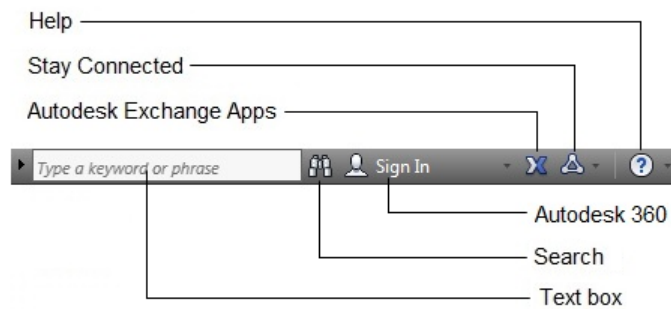 Help
Stay Connected
Autodesk Exchange Apps
Type a keyword or phrase
Sign In
?
Autodesk 360
Search
Text box